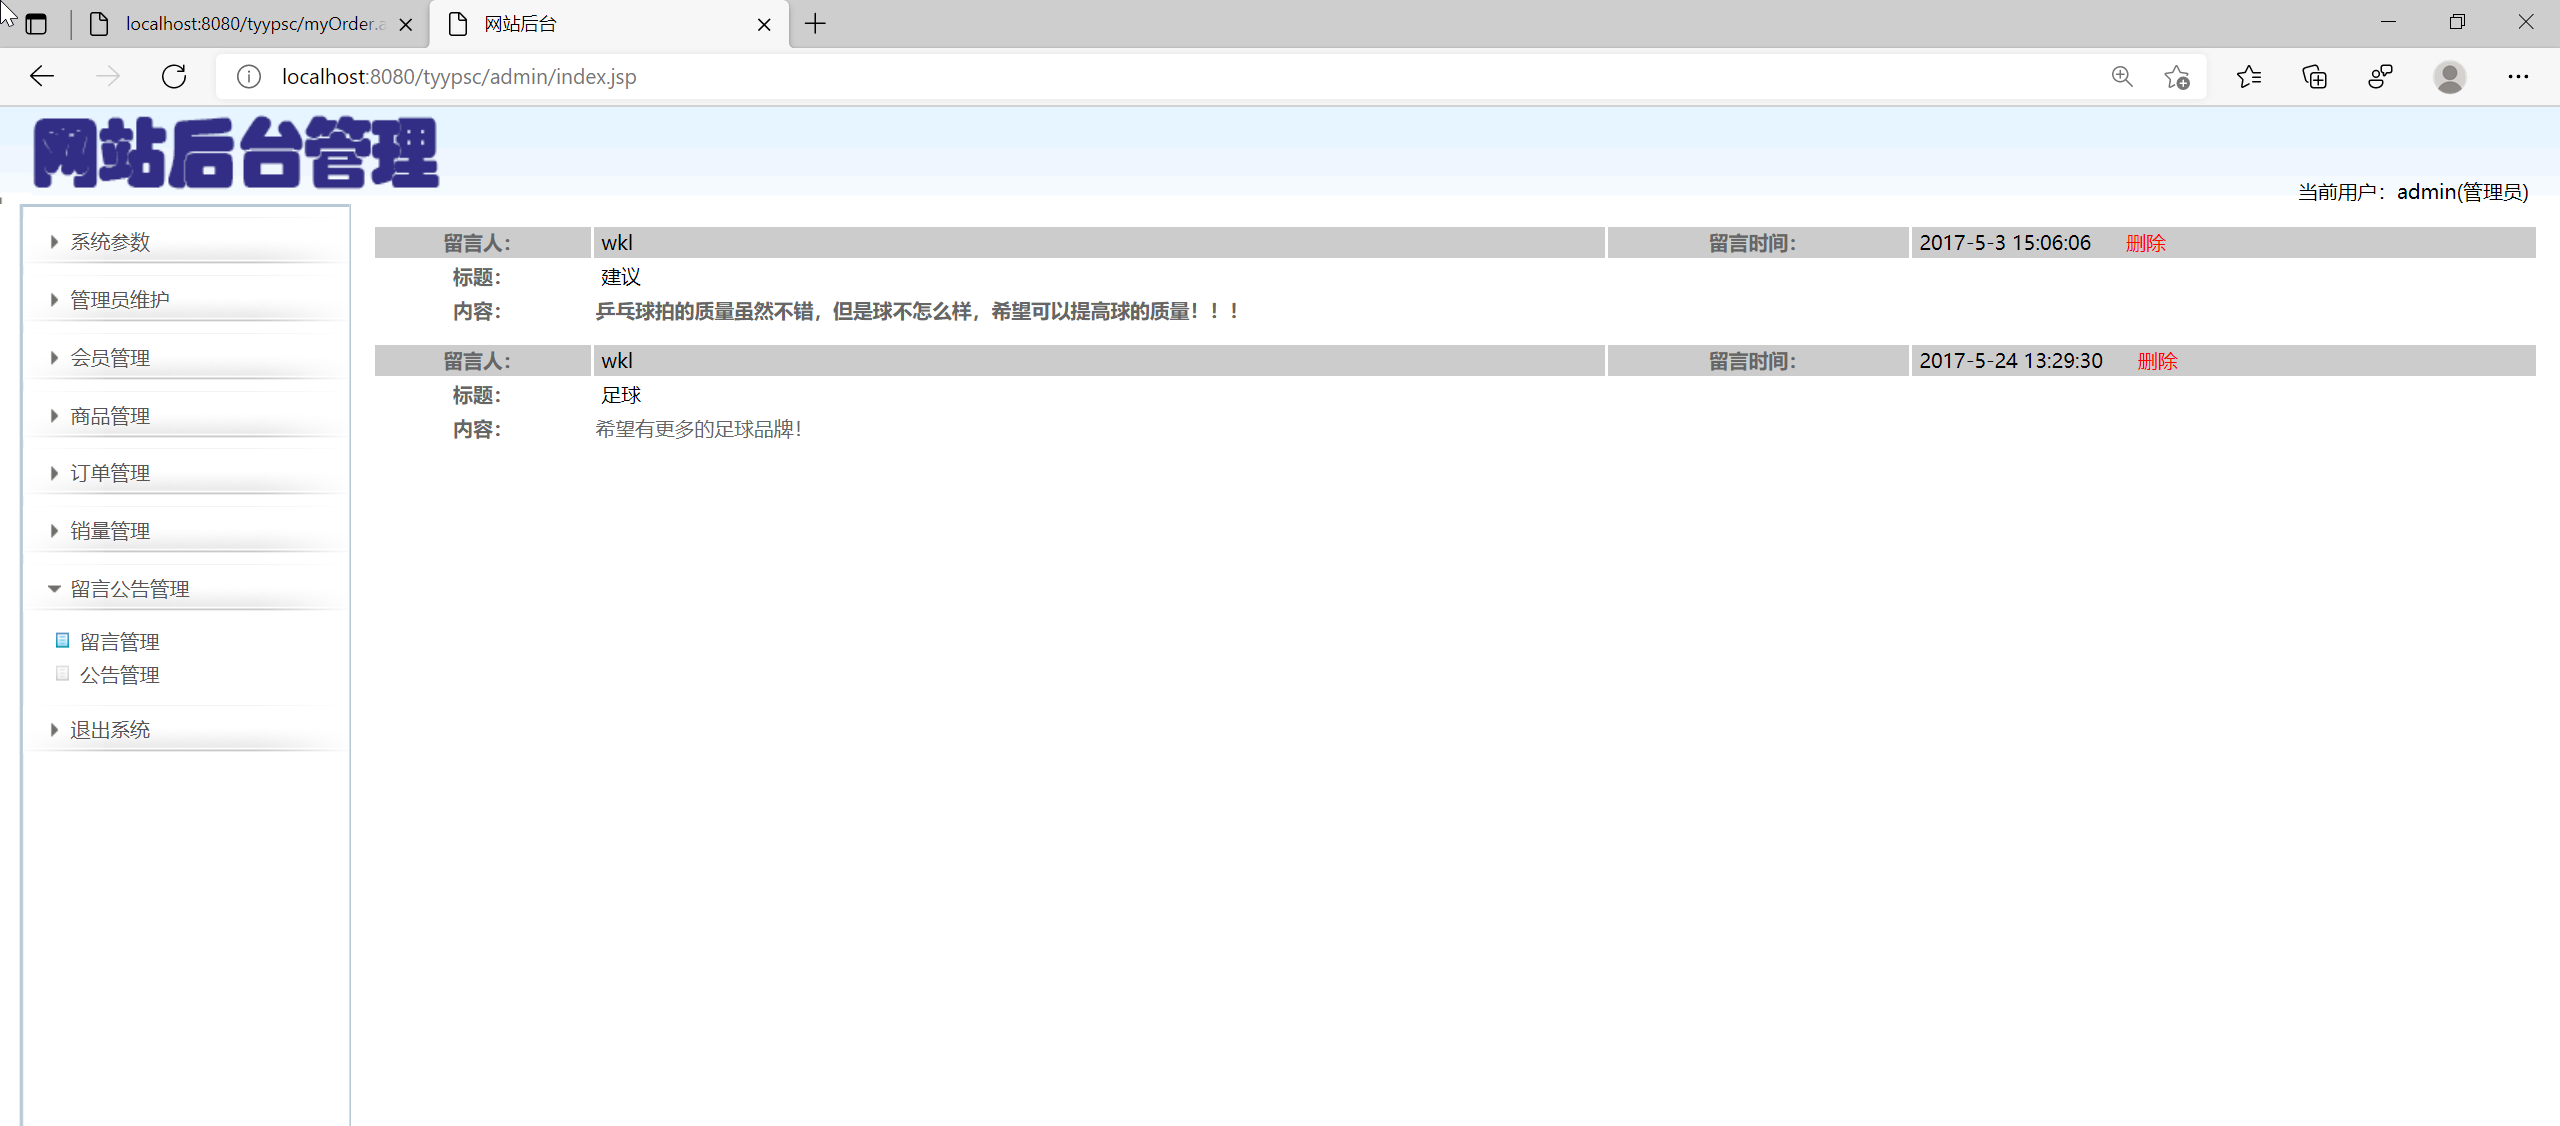 localhost:8080/tyypsc/myOrder.a
网站后台
localhost:8080/tyypsc/admin/index.jsp
网站后台管理
当前用户：admin(管理员)
系统参数
管理员维护
会员管理
商品管理
订单管理
销量管理
留言公告管理
留言管理
公告管理
退出系统
留言人： wkl 留言时间： 2017-5-3 15:06:06 删除
标题： 建议
内容： 乒乓球拍的质量虽然不错，但是球不怎么样，希望可以提高球的质量！！！
留言人： wkl 留言时间： 2017-5-24 13:29:30 删除
标题： 足球
内容： 希望有更多的足球品牌！